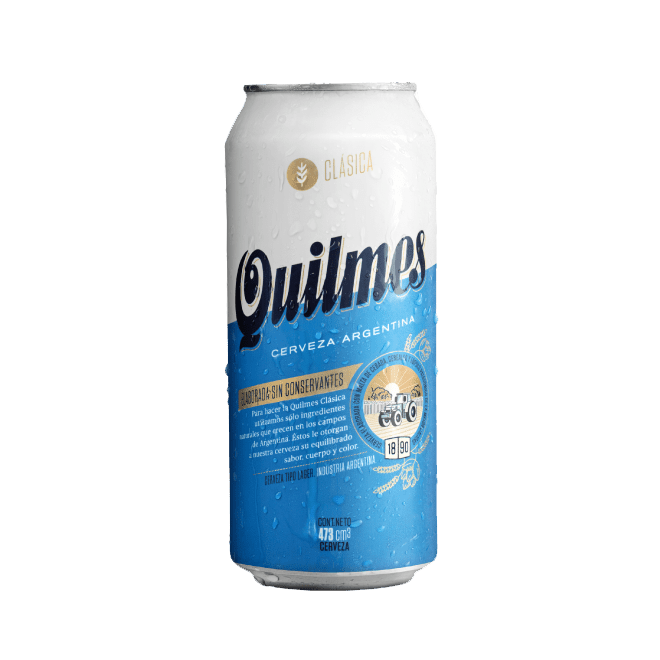 CLÁSICA
Quilmes
CERVEZA ARGENTINA
ELABORADA SIN CONSERVANTES
Para hacer la Quilmes Clásica
utilizamos sólo ingredientes
naturales que crecen en los campos
de Argentina. Éstos le otorgan
a nuestra cerveza su equilibrado
sabor, cuerpo y color.
CERVEZA TIPO LAGER. INDUSTRIA ARGENTINA
18 90
CONT. NETO
473 cm³
CERVEZA